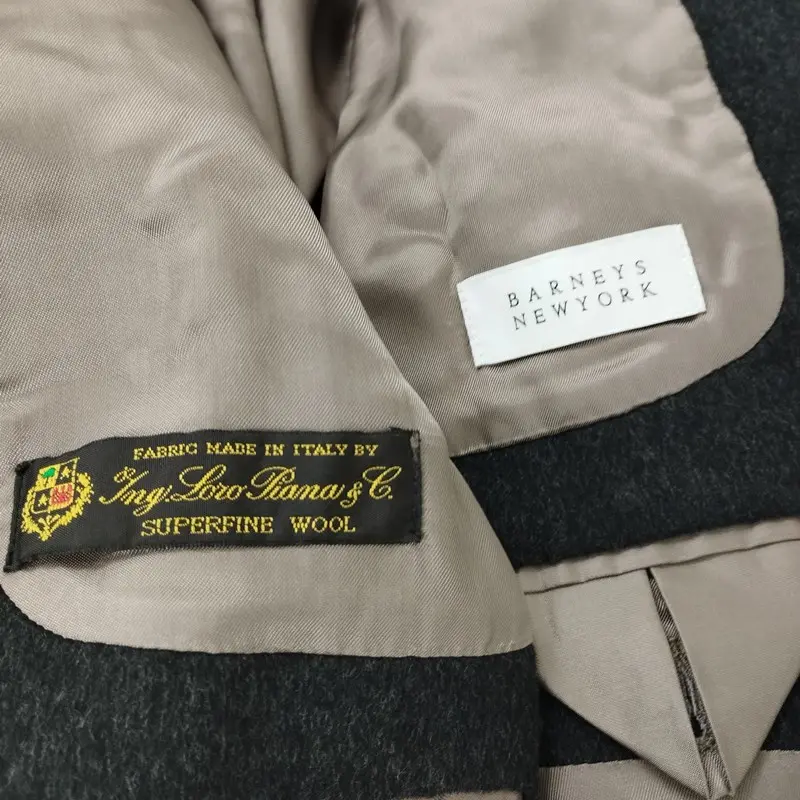 BARNEYS
NEWYORK
FABRIC MADE IN ITALY BY
Ing. Loro Piana & C.
SUPERFINE WOOL